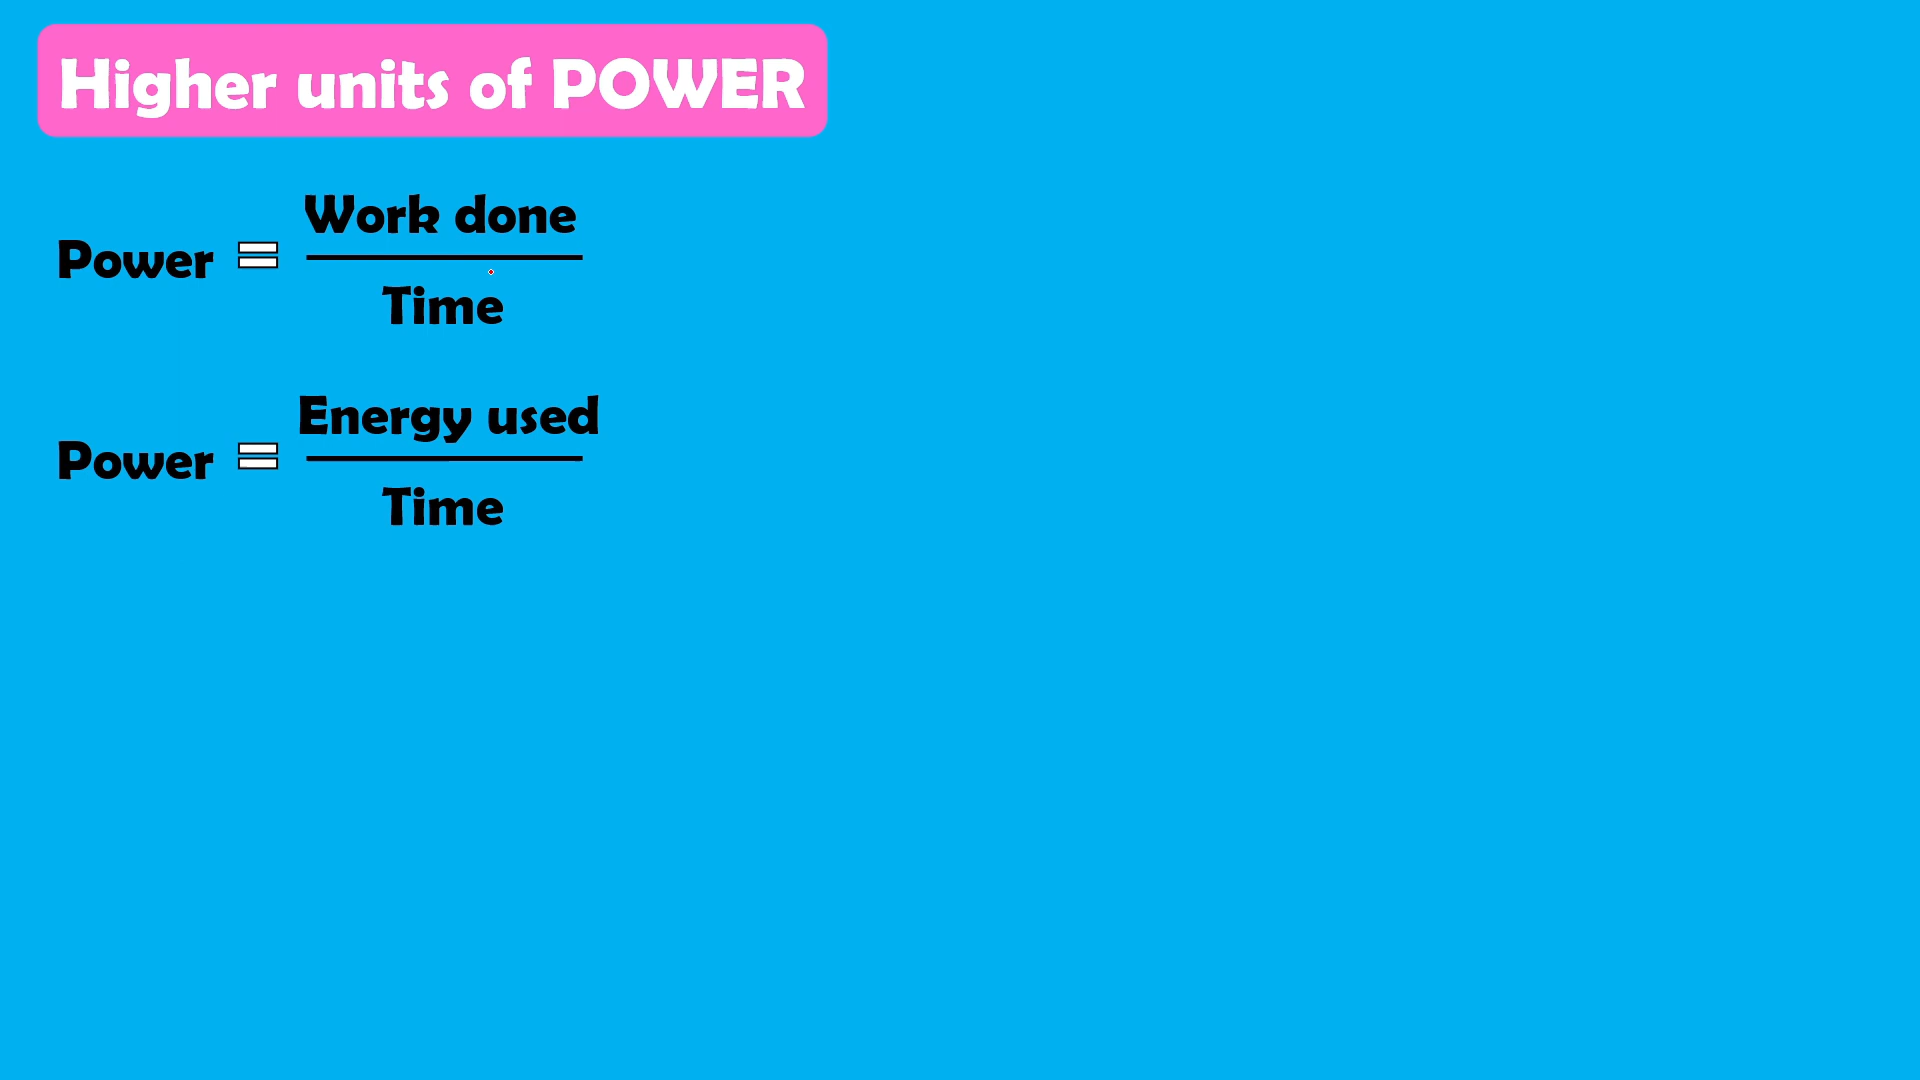 Higher units of POWER
Work done
Power =
Time
Energy used
Power =
Time